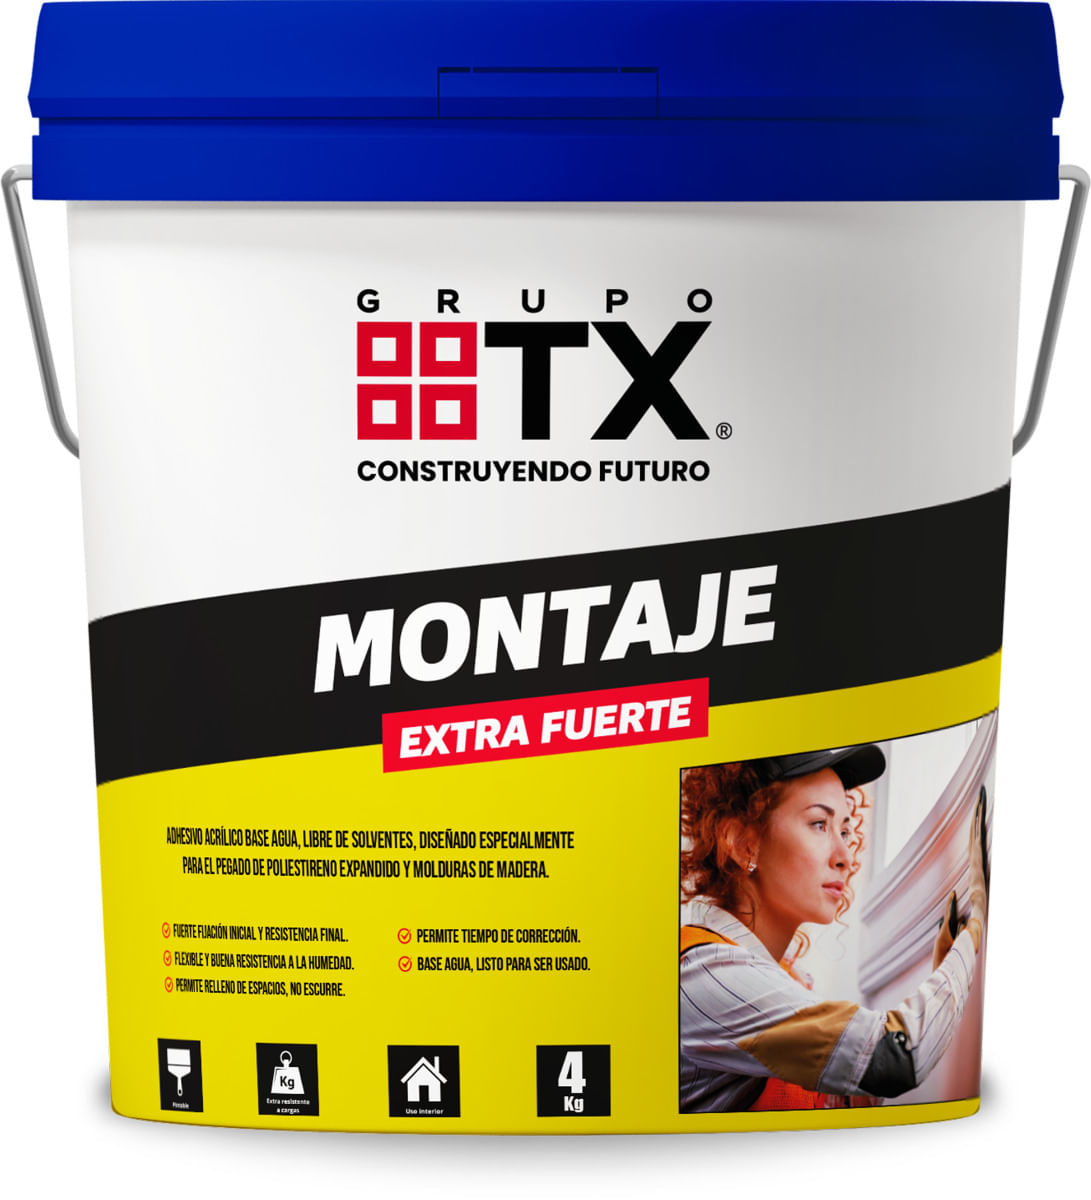 GRUPO
TX®
CONSTRUYENDO FUTURO
MONTAJE
EXTRA FUERTE
ADHESIVO ACRÍLICO BASE AGUA, LIBRE DE SOLVENTES, DISEÑADO ESPECIALMENTE
PARA EL PEGADO DE POLIESTIRENO EXPANDIDO Y MOLDURAS DE MADERA.
FUERTE FIJACIÓN INICIAL Y RESISTENCIA FINAL.
FLEXIBLE Y BUENA RESISTENCIA A LA HUMEDAD.
PERMITE RELLENO DE ESPACIOS, NO ESCURRE.
PERMITE TIEMPO DE CORRECCIÓN.
BASE AGUA, LISTO PARA SER USADO.
Pintable
Kg
Extra resistente
a cargas
Uso Interior
4
Kg